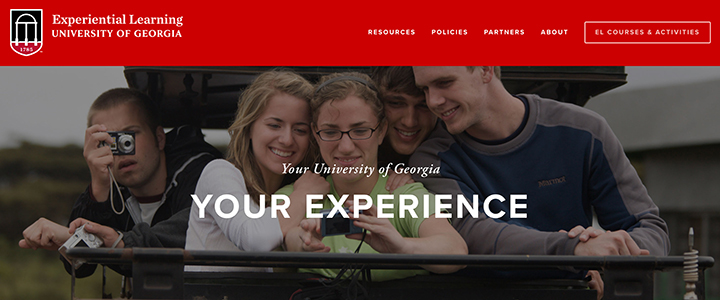 Experiential Learning
UNIVERSITY OF GEORGIA
1785
RESOURCES POLICIES PARTNERS ABOUT EL COURSES & ACTIVITIES
Your University of Georgia
YOUR EXPERIENCE